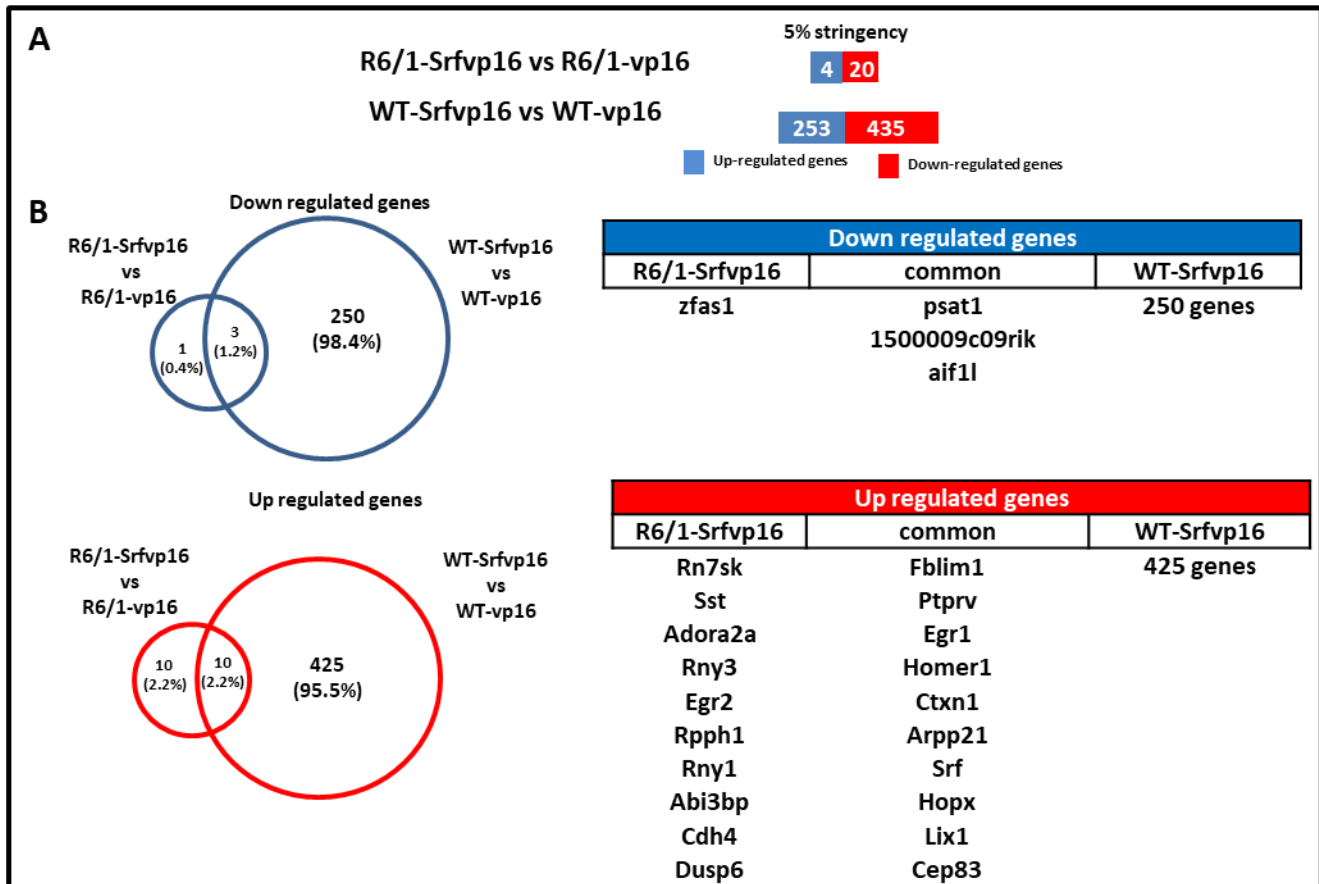 A
5% stringency
R6/1-Srfvp16 vs R6/1-vp16
4 20
WT-Srfvp16 vs WT-vp16
253 435
Up-regulated genes Down-regulated genes
B
Down regulated genes
R6/1-Srfvp16
vs
R6/1-vp16
WT-Srfvp16
vs
WT-vp16
1
(0.4%)
3
(1.2%)
250
(98.4%)
Down regulated genes
R6/1-Srfvp16 common WT-Srfvp16
zfas1 psat1 250 genes
1500009c09rik
aif1l
Up regulated genes
R6/1-Srfvp16
vs
R6/1-vp16
WT-Srfvp16
vs
WT-vp16
10
(2.2%)
10
(2.2%)
425
(95.5%)
Up regulated genes
R6/1-Srfvp16 common WT-Srfvp16
Rn7sk Fblim1 425 genes
Sst Ptprv
Adora2a Egr1
Rny3 Homer1
Egr2 Ctxn1
Rpph1 Arpp21
Rny1 Srf
Abi3bp Hopx
Cdh4 Lix1
Dusp6 Cep83